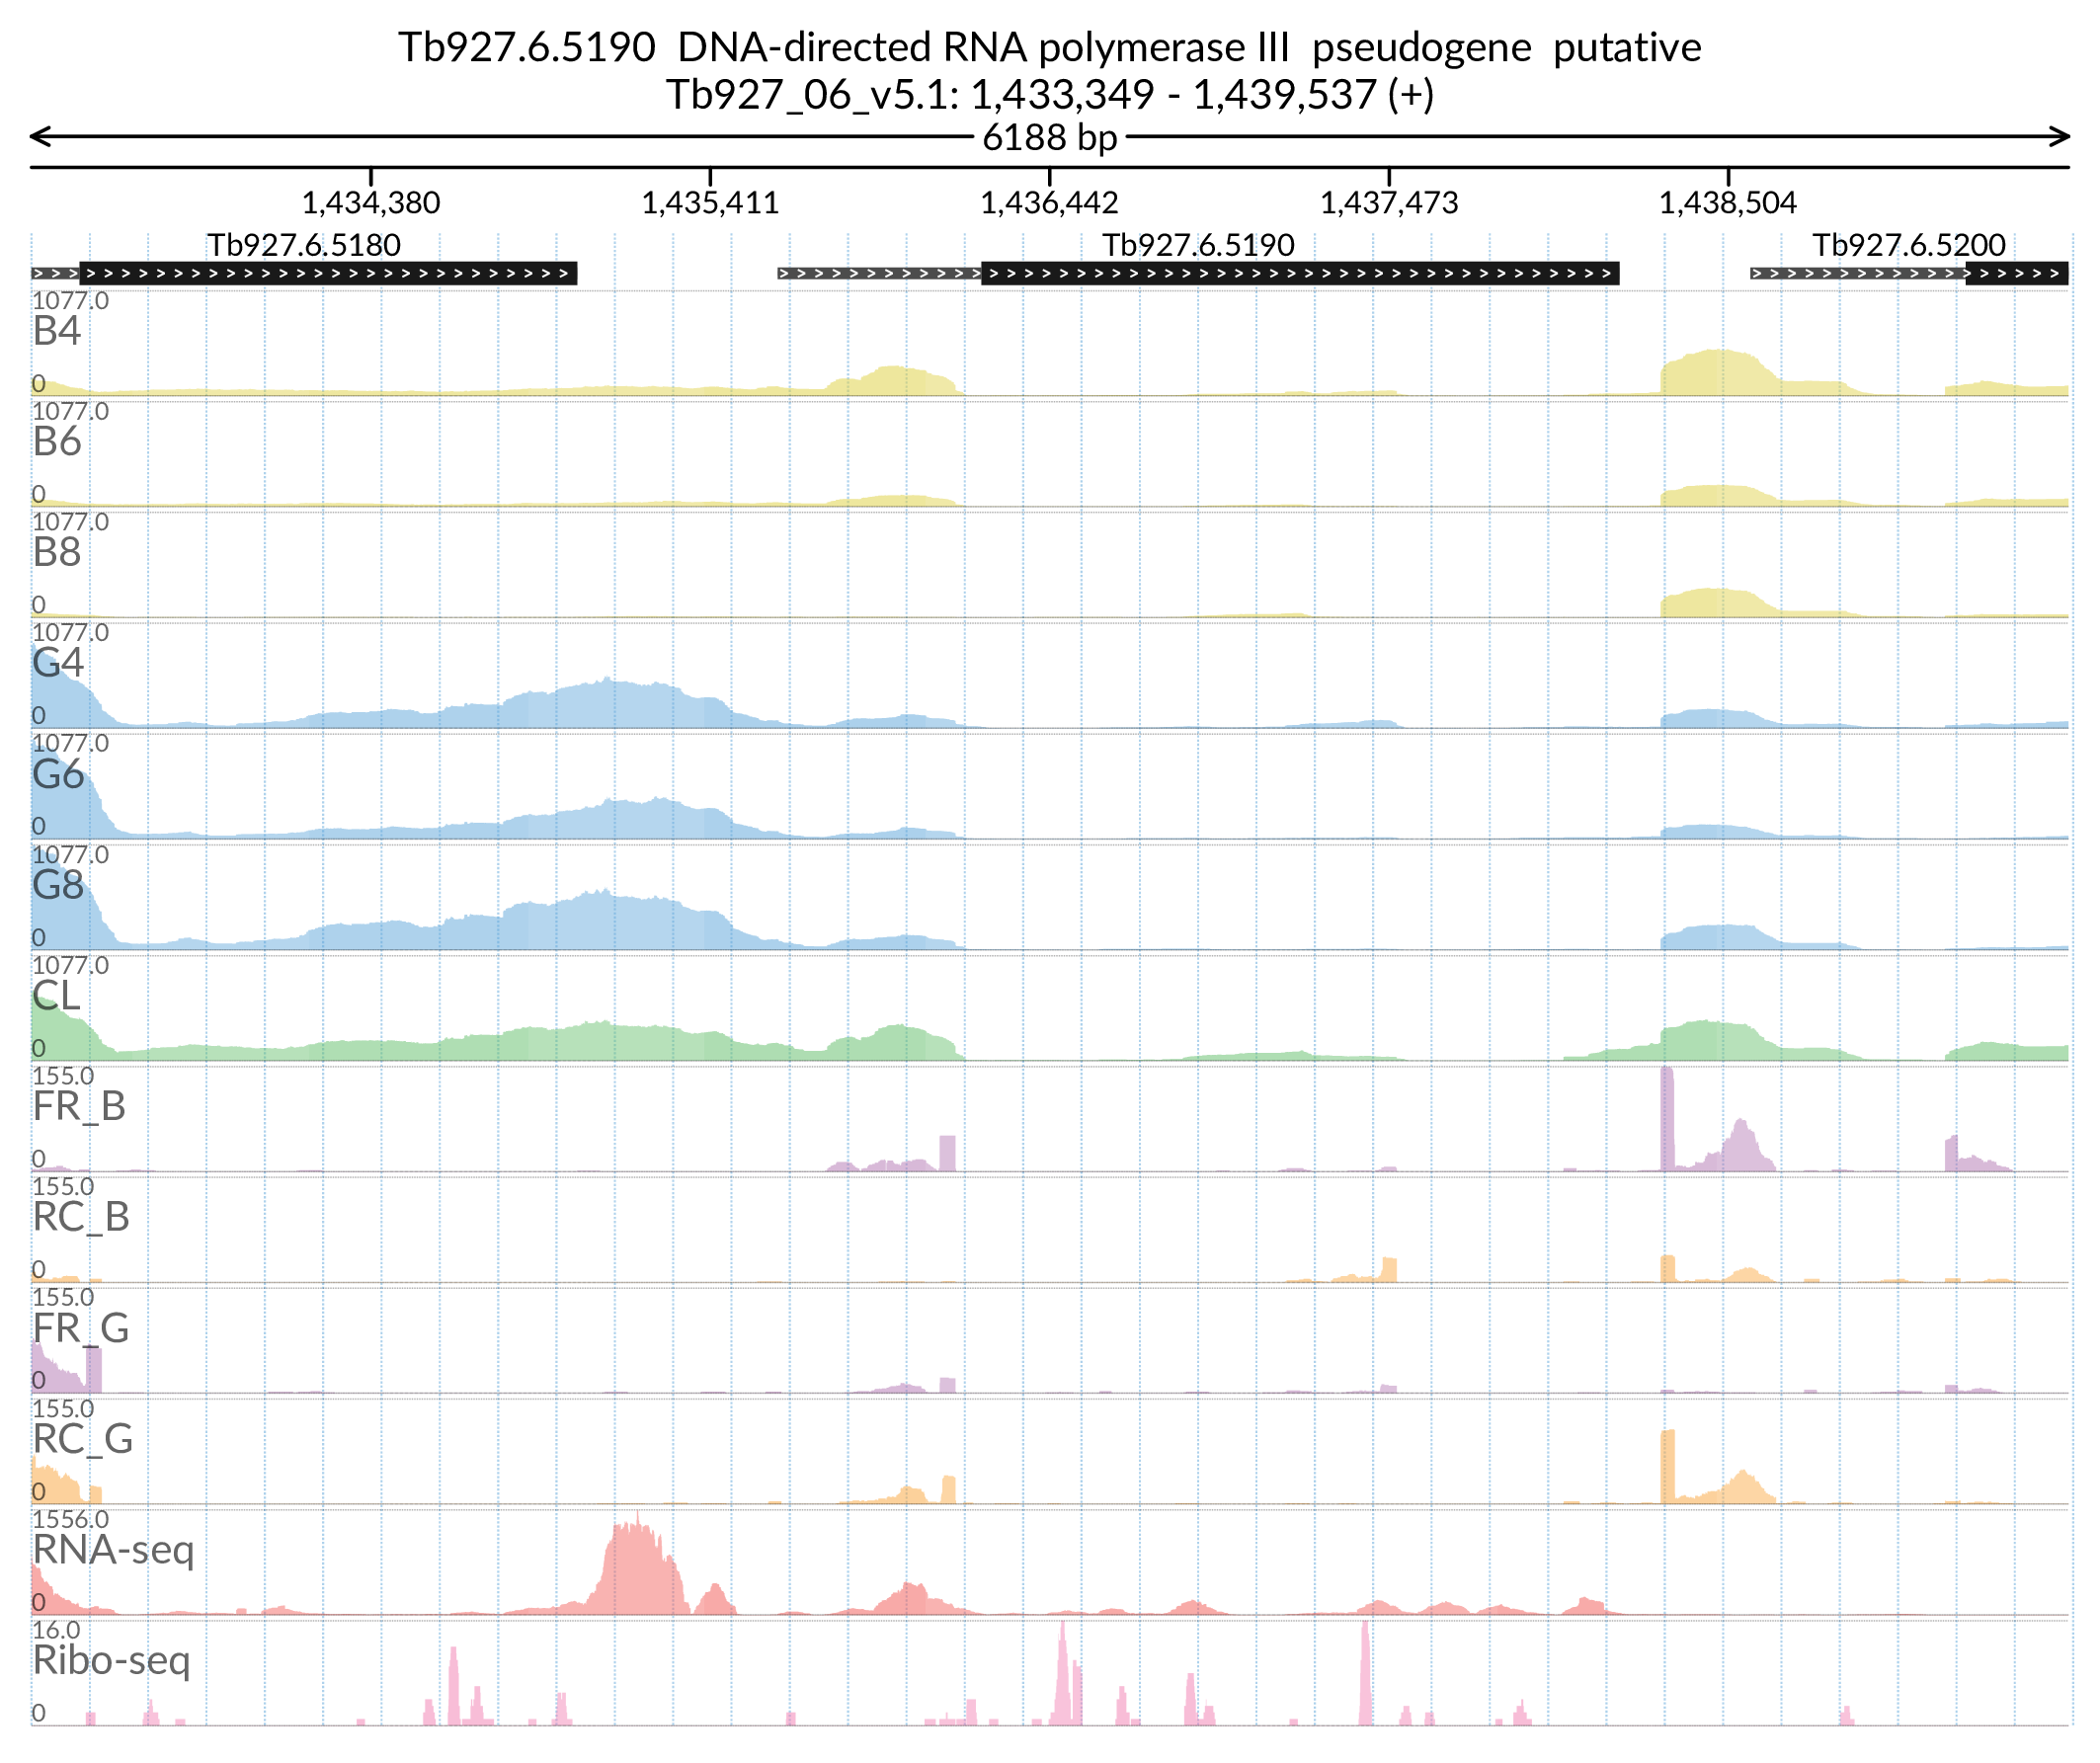 Tb927.6.5190 DNA-directed RNA polymerase III pseudogene putative
Tb927_06_v5.1: 1,433,349 - 1,439,537 (+)
6188 bp
1,434,380 1,435,411 1,436,442 1,437,473 1,438,504
Tb927.6.5180 Tb927.6.5190 Tb927.6.5200
1077.0
B4
0
1077.0
B6
0
1077.0
B8
0
1077.0
G4
0
1077.0
G6
0
1077.0
G8
0
1077.0
CL
0
155.0
FR_B
0
155.0
RC_B
0
155.0
FR_G
0
155.0
RC_G
0
1556.0
RNA-seq
0
16.0
Ribo-seq
0